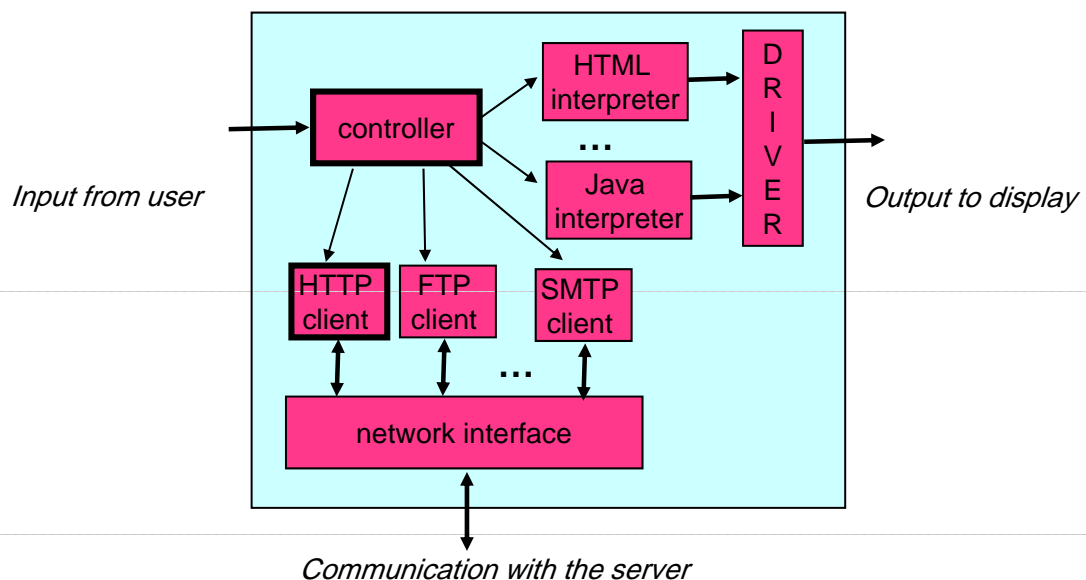 HTML
interpreter
D
R
I
V
E
R
controller
...
Java
interpreter
Input from user
Output to display
HTTP
client
FTP
client
SMTP
client
...
network interface
Communication with the server